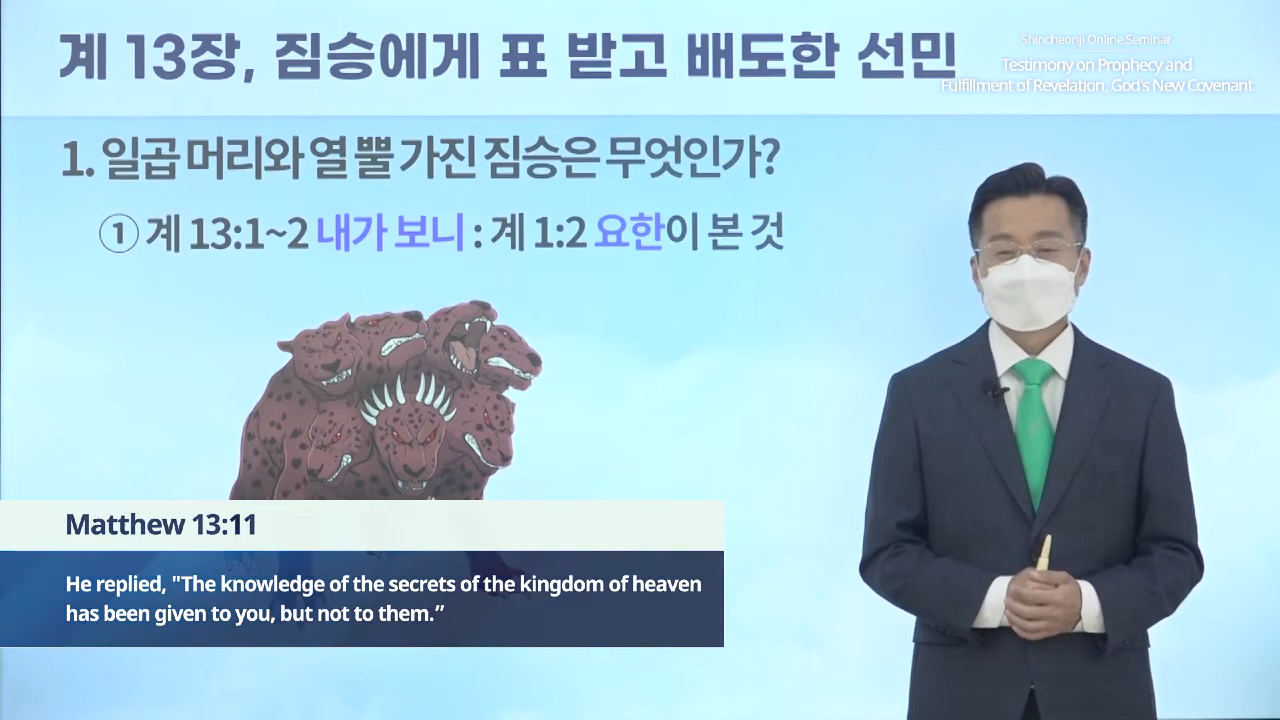 계 13장, 짐승에게 표 받고 배도한 선민
Shincheonji Online Seminar
Testimony on Prophecy and
Fulfillment of Revelation, God's New Covenant
1. 일곱 머리와 열 뿔 가진 짐승은 무엇인가?
① 계 13:1~2 내가 보니 : 계 1:2 요한이 본 것
Matthew 13:11
He replied, "The knowledge of the secrets of the kingdom of heaven
has been given to you, but not to them.”